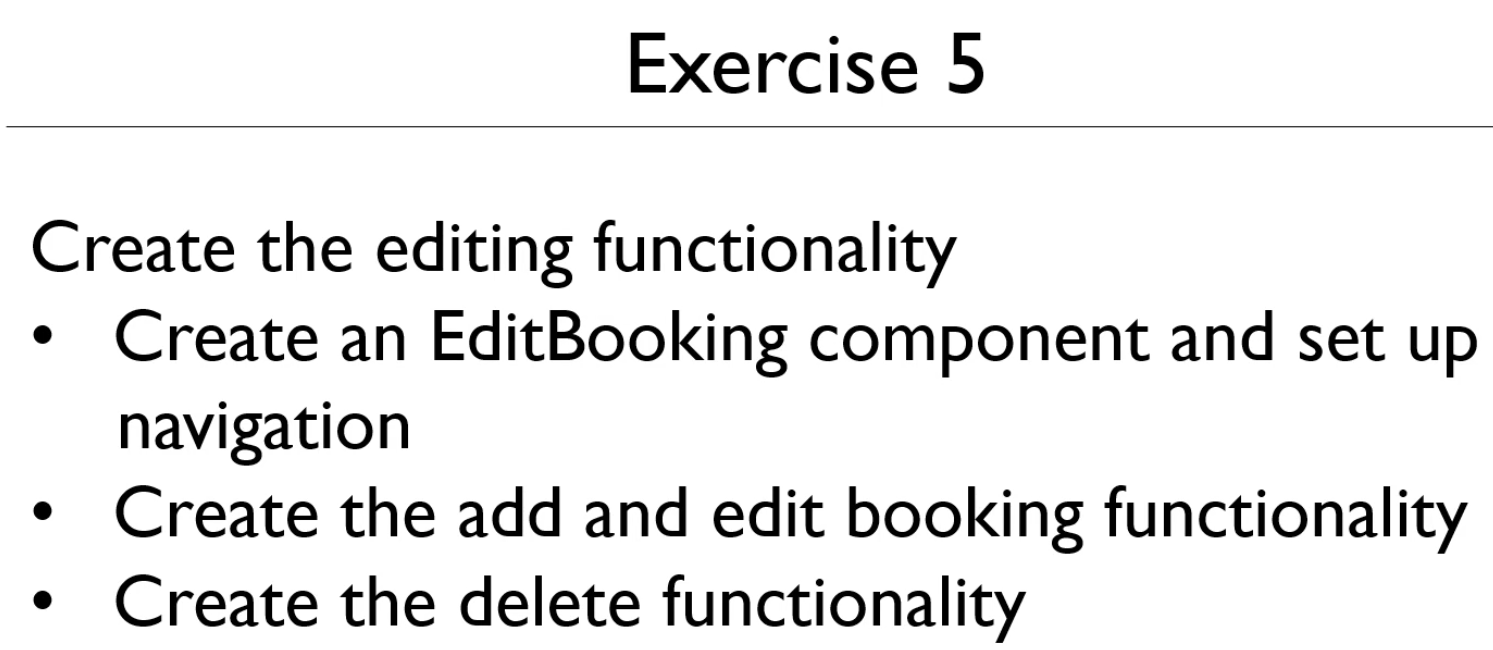 Exercise 5
Create the editing functionality
• Create an EditBooking component and set up
navigation
• Create the add and edit booking functionality
• Create the delete functionality